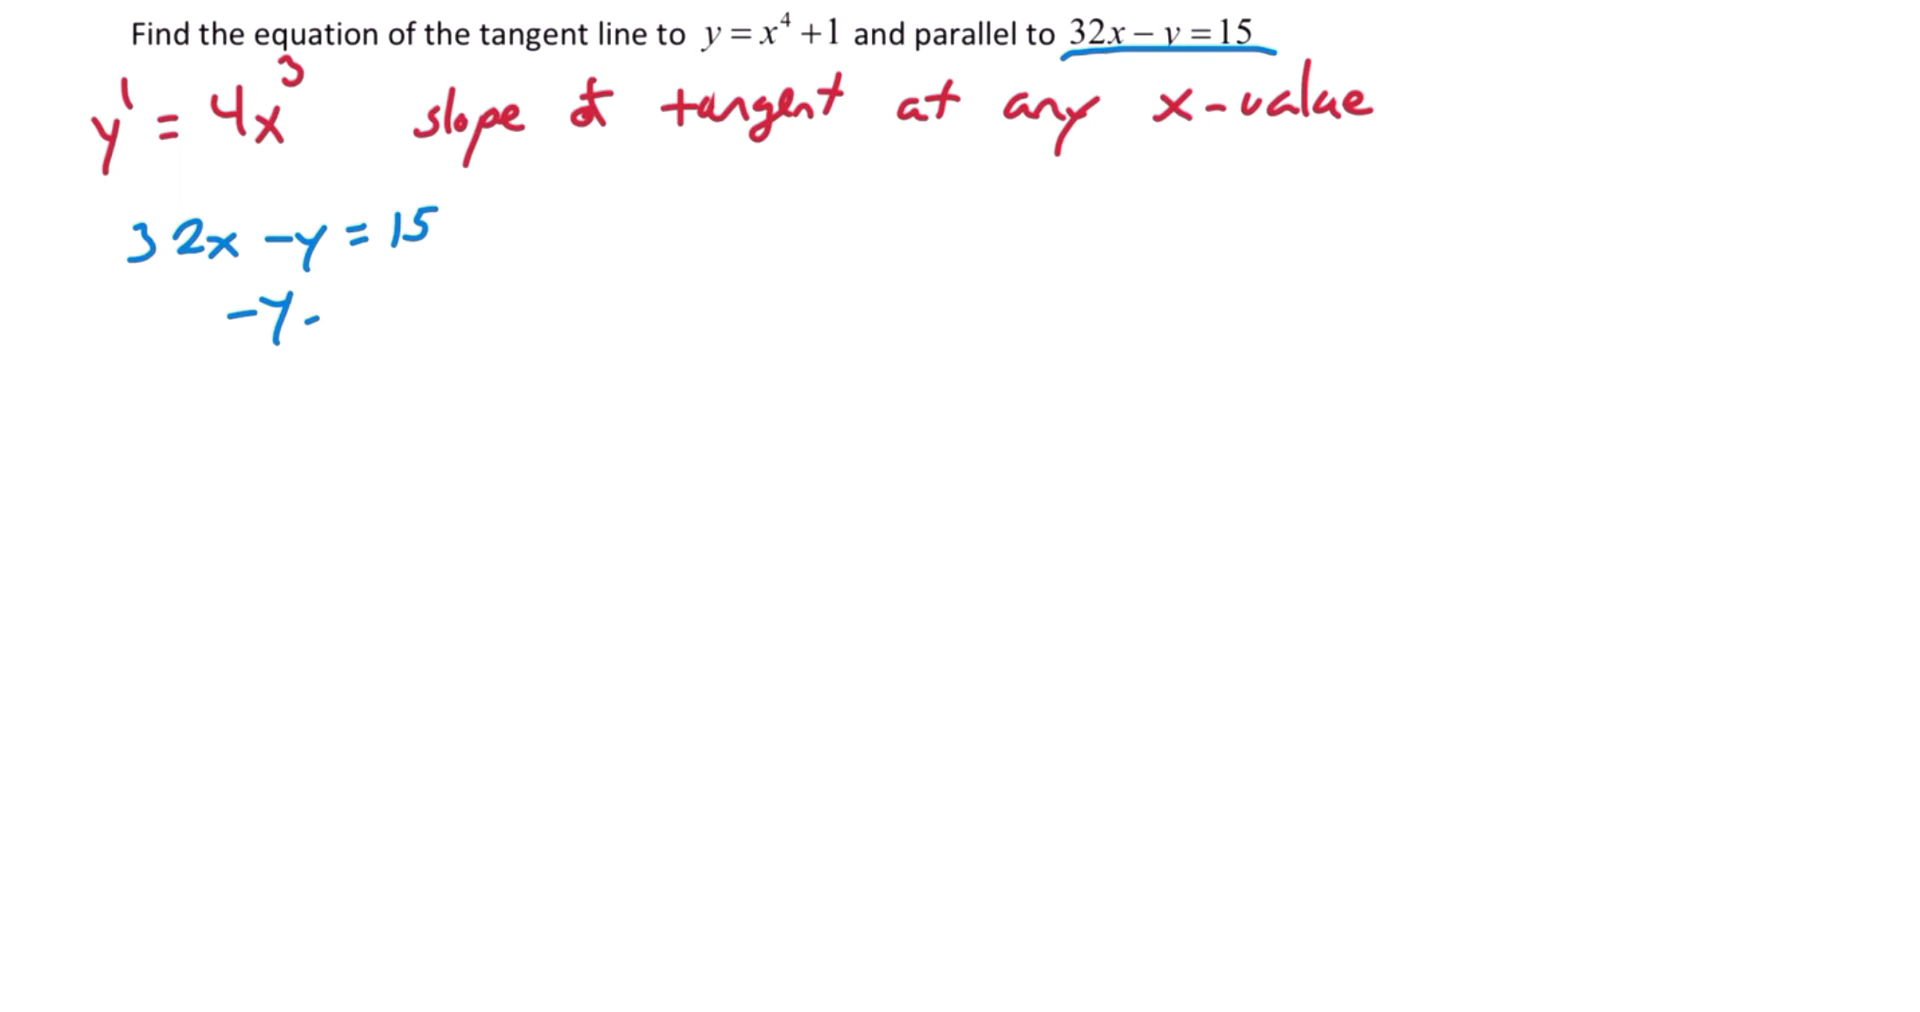 Find the equation of the tangent line to y = x⁴ + 1 and parallel to 32x − y = 15
y' = 4x³ slope of tangent at any x-value
32x - y = 15
-y -